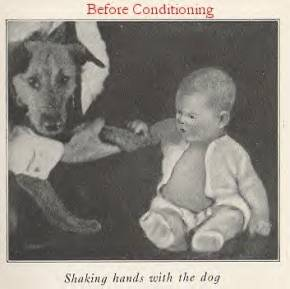 Before Conditioning
Shaking hands with the dog